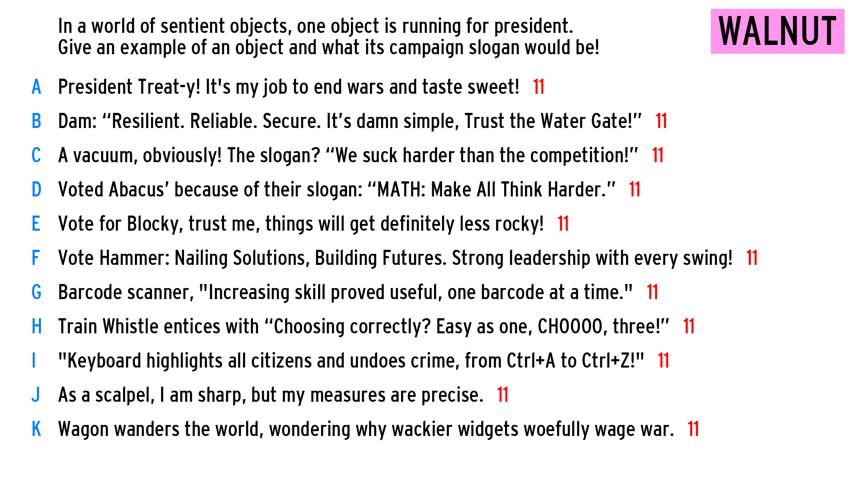 In a world of sentient objects, one object is running for president.
Give an example of an object and what its campaign slogan would be!
WALNUT
A President Treat-y! It's my job to end wars and taste sweet! 11
B Dam: “Resilient. Reliable. Secure. It’s damn simple, Trust the Water Gate!” 11
C A vacuum, obviously! The slogan? “We suck harder than the competition!” 11
D Voted Abacus’ because of their slogan: “MATH: Make All Think Harder.” 11
E Vote for Blocky, trust me, things will get definitely less rocky! 11
F Vote Hammer: Nailing Solutions, Building Futures. Strong leadership with every swing! 11
G Barcode scanner, "Increasing skill proved useful, one barcode at a time." 11
H Train Whistle entices with “Choosing correctly? Easy as one, CHOOOO, three!” 11
I "Keyboard highlights all citizens and undoes crime, from Ctrl+A to Ctrl+Z!" 11
J As a scalpel, I am sharp, but my measures are precise. 11
K Wagon wanders the world, wondering why wackier widgets woefully wage war. 11